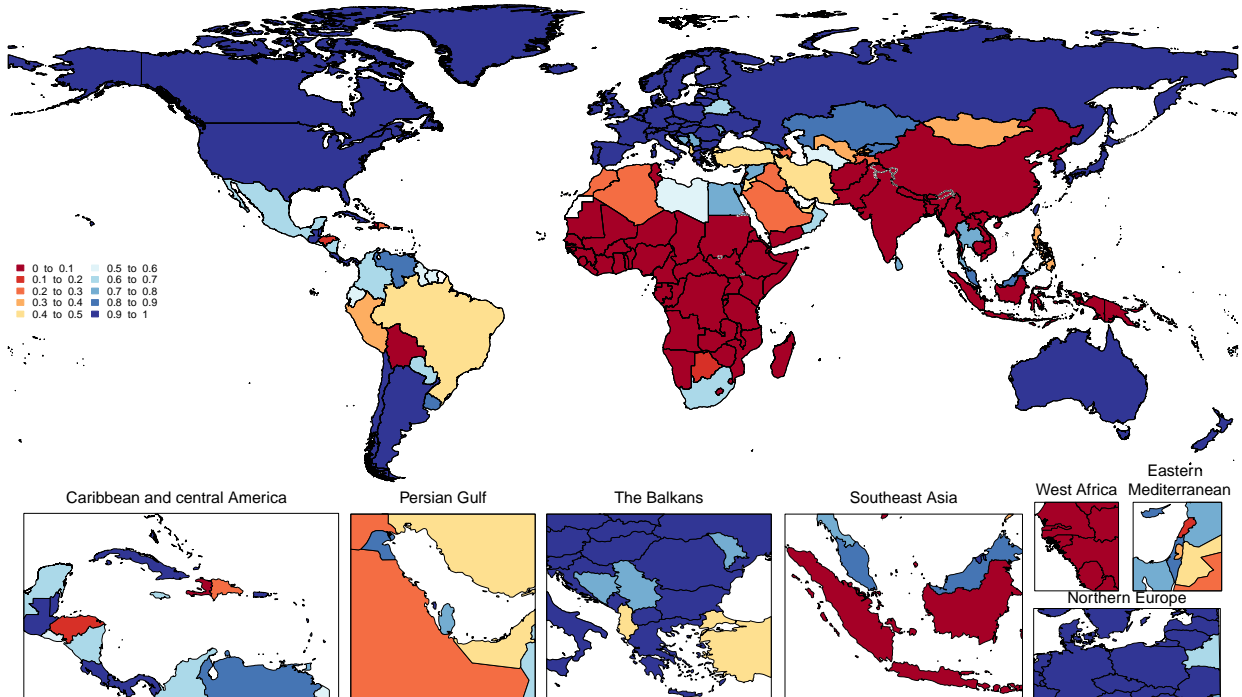 0 to 0.1
0.1 to 0.2
0.2 to 0.3
0.3 to 0.4
0.4 to 0.5
0.5 to 0.6
0.6 to 0.7
0.7 to 0.8
0.8 to 0.9
0.9 to 1
Caribbean and central America
Persian Gulf
The Balkans
Southeast Asia
West Africa
Eastern
Mediterranean
Northern Europe